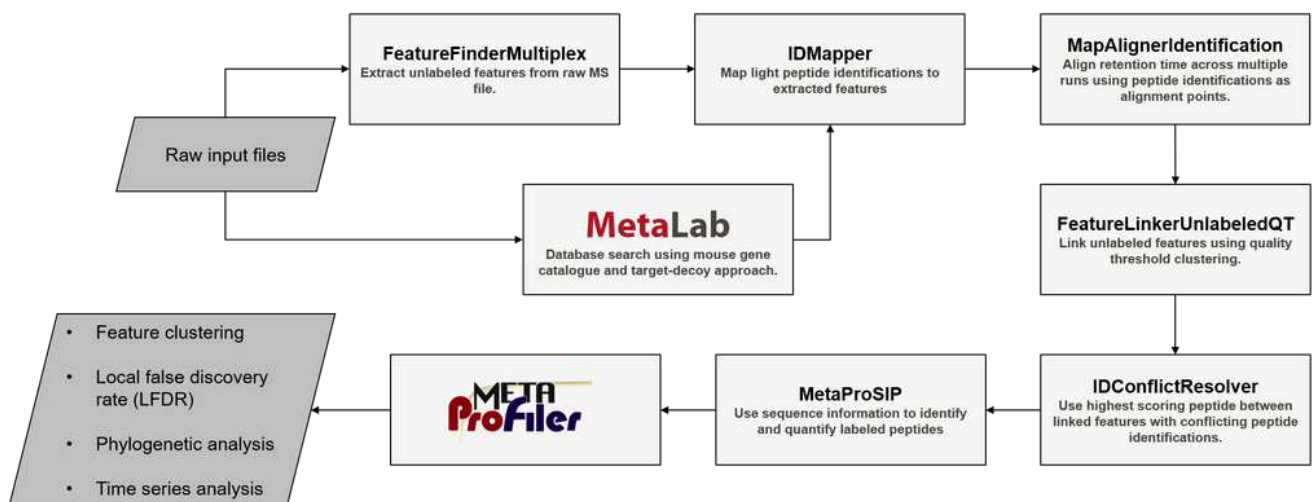 FeatureFinderMultiplex
Extract unlabeled features from raw MS
file.
IDMapper
Map light peptide identifications to
extracted features
MapAlignerIdentification
Align retention time across multiple
runs using peptide identifications as
alignment points.
Raw input files
MetaLab
Database search using mouse gene
catalogue and target-decoy approach.
FeatureLinkerUnlabeledQT
Link unlabeled features using quality
threshold clustering.
IDConflictResolver
Use highest scoring peptide between
linked features with conflicting peptide
identifications.
MetaProSIP
Use sequence information to identify
and quantify labeled peptides
META
ProFiler
• Feature clustering
• Local false discovery
rate (LFDR)
• Phylogenetic analysis
• Time series analysis